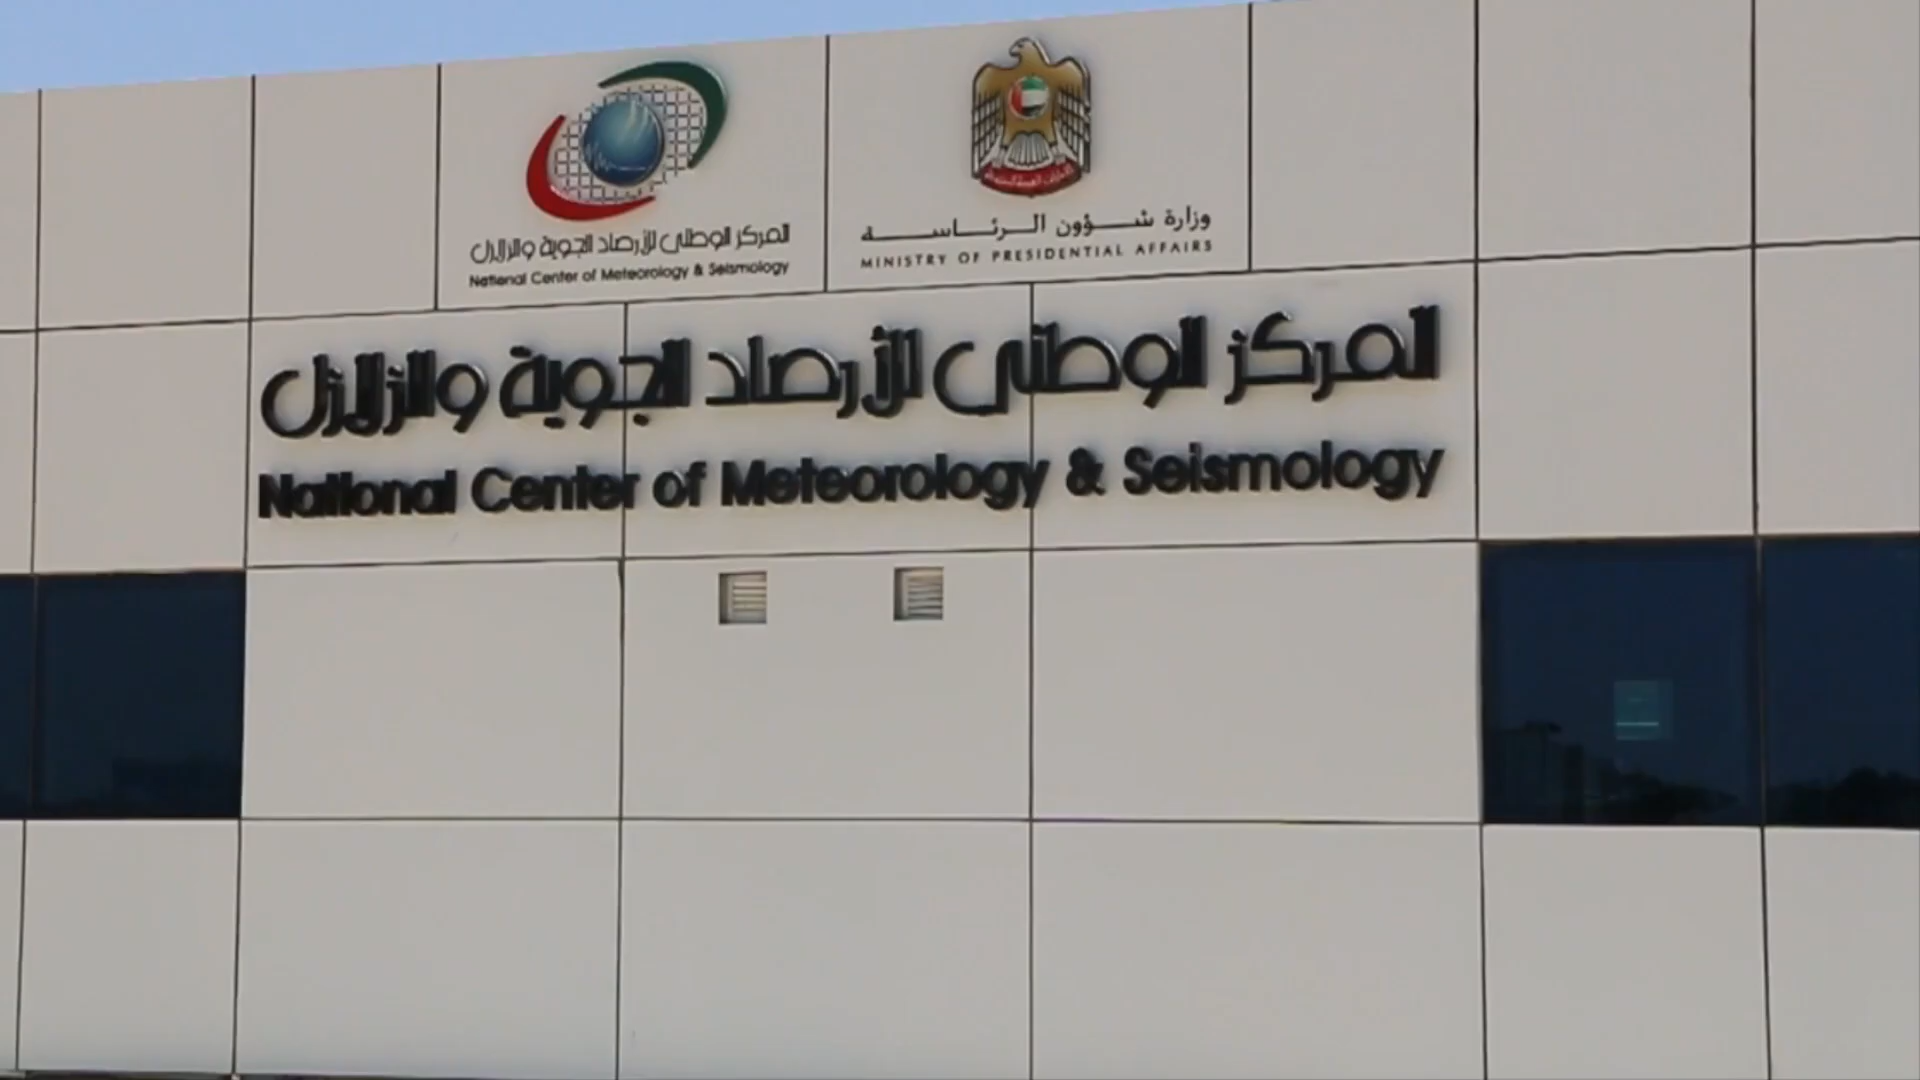 المركز الوطني للأرصاد الجوية والزلازل
National Center of Meteorology & Seismology
وزارة شؤون الرئاسة
MINISTRY OF PRESIDENTIAL AFFAIRS
المركز الوطني للأرصاد الجوية والزلازل
National Center of Meteorology & Seismology